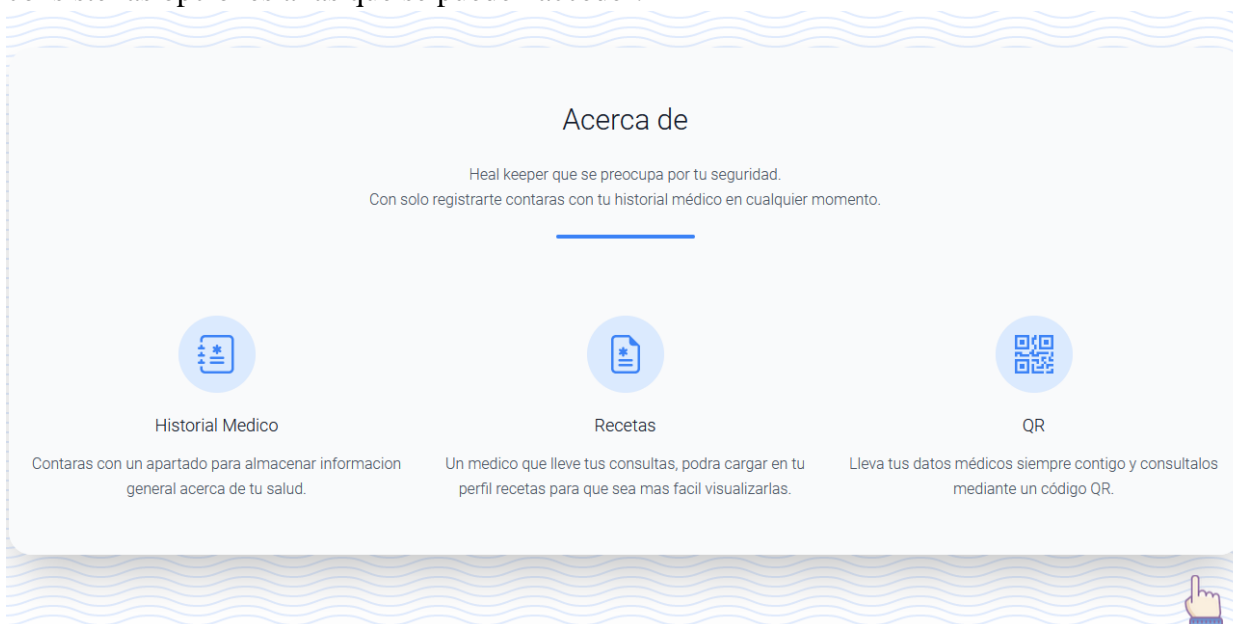 Acerca de
Heal keeper que se preocupa por tu seguridad.
Con solo registrarte contaras con tu historial médico en cualquier momento.
Historial Medico
Contaras con un apartado para almacenar informacion
general acerca de tu salud.
Recetas
Un medico que lleve tus consultas, podra cargar en tu
perfil recetas para que sea mas facil visualizarlas.
QR
Lleva tus datos médicos siempre contigo y consultalos
mediante un código QR.